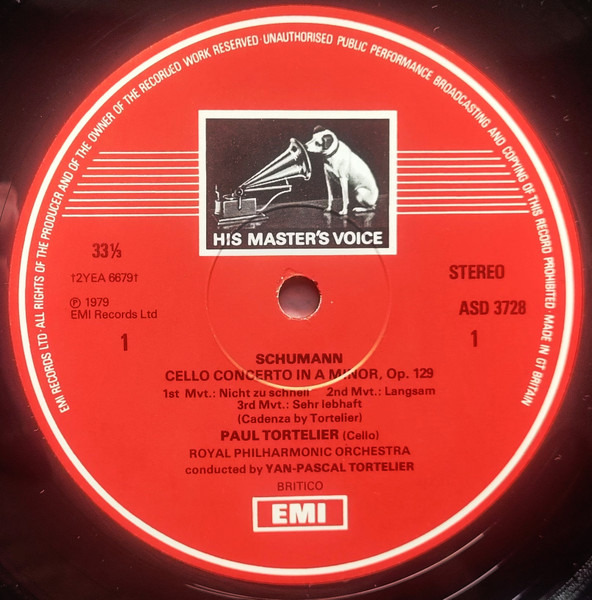 EMI RECORDS LTD · ALL RIGHTS OF THE PRODUCER AND OF THE OWNER OF THE RECORDED WORK RESERVED · UNAUTHORISED PUBLIC PERFORMANCE BROADCASTING AND COPYING OF THIS RECORD PROHIBITED · MADE IN GT BRITAIN
HIS MASTER'S VOICE
33⅓
†2YEA 6679†
STEREO
℗ 1979
EMI Records Ltd
ASD 3728
1
1
SCHUMANN
CELLO CONCERTO IN A MINOR, Op. 129
1st Mvt.: Nicht zu schnell 2nd Mvt.: Langsam
3rd Mvt.: Sehr lebhaft
(Cadenza by Tortelier)
PAUL TORTELIER (Cello)
ROYAL PHILHARMONIC ORCHESTRA
conducted by YAN-PASCAL TORTELIER
BRITICO
EMI